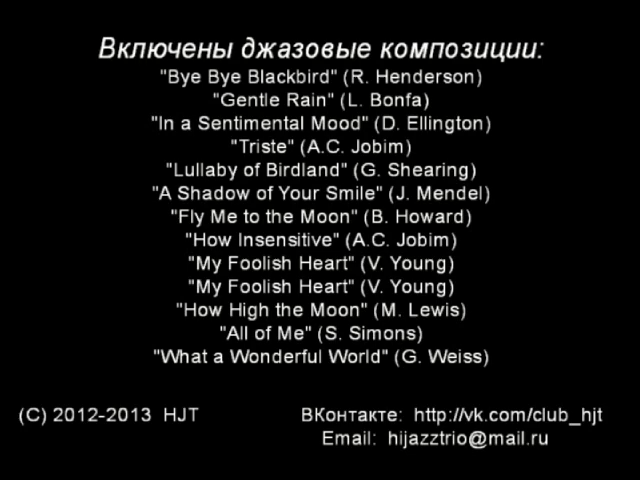 Включены джазовые композиции:
"Bye Bye Blackbird" (R. Henderson)
"Gentle Rain" (L. Bonfa)
"In a Sentimental Mood" (D. Ellington)
"Triste" (A.C. Jobim)
"Lullaby of Birdland" (G. Shearing)
"A Shadow of Your Smile" (J. Mendel)
"Fly Me to the Moon" (B. Howard)
"How Insensitive" (A.C. Jobim)
"My Foolish Heart" (V. Young)
"My Foolish Heart" (V. Young)
"How High the Moon" (M. Lewis)
"All of Me" (S. Simons)
"What a Wonderful World" (G. Weiss)
(C) 2012-2013 HJT ВКонтакте: http://vk.com/club_hjt
Email: hijazztrio@mail.ru